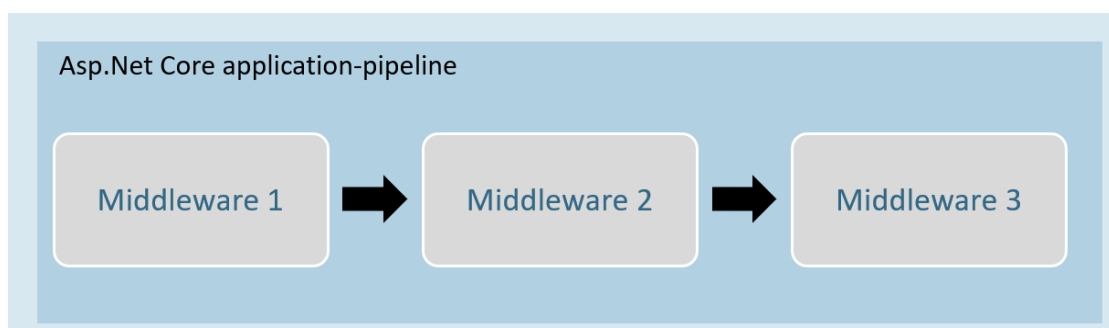 Asp.Net Core application-pipeline
Middleware 1
Middleware 2
Middleware 3